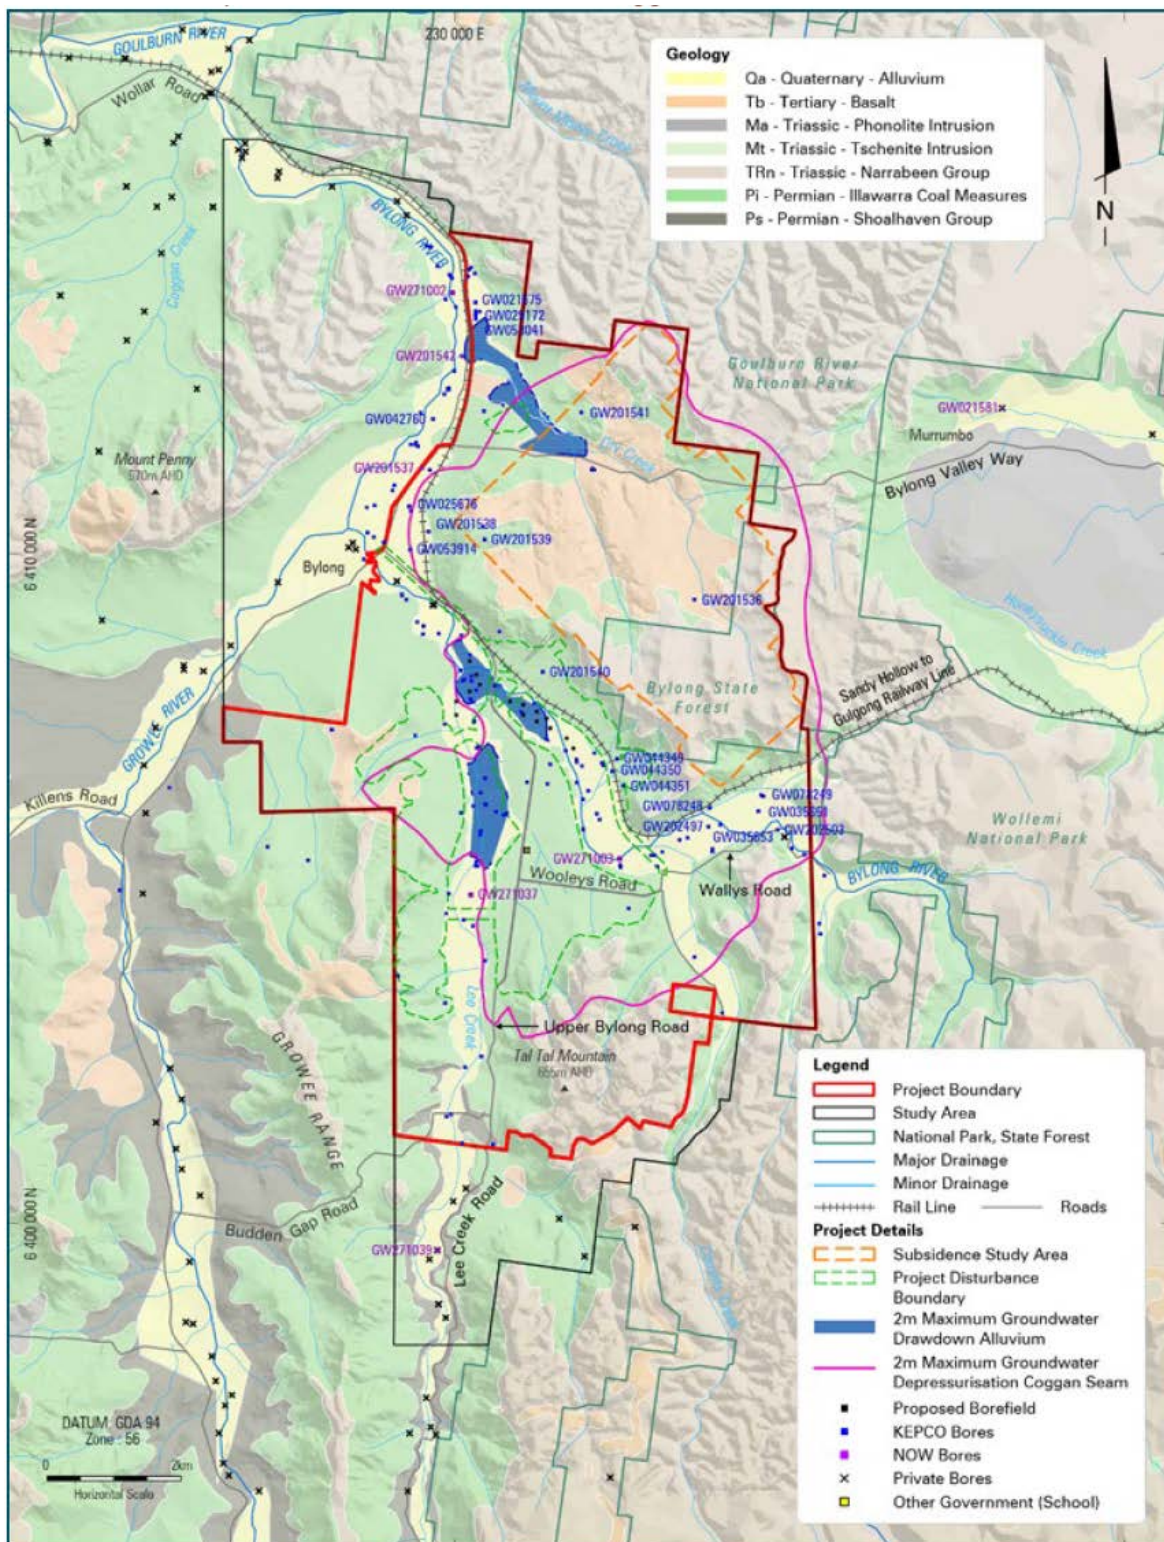 230 000 E
GOULBURN RIVER
Wollar Road
Geology
Qa - Quaternary - Alluvium
Tb - Tertiary - Basalt
Ma - Triassic - Phonolite Intrusion
Mt - Triassic - Tschenite Intrusion
TRn - Triassic - Narrabeen Group
Pi - Permian - Illawarra Coal Measures
Ps - Permian - Shoalhaven Group
N
BYLONG RIVER
Coggan Creek
GW271002
GW021675
GW201542
GW042760
GW201541
Goulburn River
National Park
GW021581
Murrumbo
Bylong Valley Way
Mount Penny
570m AHD
GW201537
GW025676
GW201538
GW201539
GW053914
6 410 000 N
Bylong
GW201536
Honeysuckle Creek
GW201540
Bylong State
Forest
Sandy Hollow to
Gulgong Railway Line
GROWEE RIVER
Killens Road
GW044349
GW044350
GW044351
GW078249
GW078248
GW202497
GW202503
Wollemi
National Park
GW271003
Wooleys Road
Wallys Road
BYLONG RIVER
GW271037
Lee Creek
Upper Bylong Road
Tal Tal Mountain
655m AHD
GROWEE RANGE
Budden Gap Road
Lee Creek Road
GW271039
6 400 000 N
DATUM: GDA 94
Zone : 56
0 2km
Horizontal Scale
Legend
Project Boundary
Study Area
National Park, State Forest
Major Drainage
Minor Drainage
Rail Line Roads
Project Details
Subsidence Study Area
Project Disturbance
Boundary
2m Maximum Groundwater
Drawdown Alluvium
2m Maximum Groundwater
Depressurisation Coggan Seam
Proposed Borefield
KEPCO Bores
NOW Bores
Private Bores
Other Government (School)